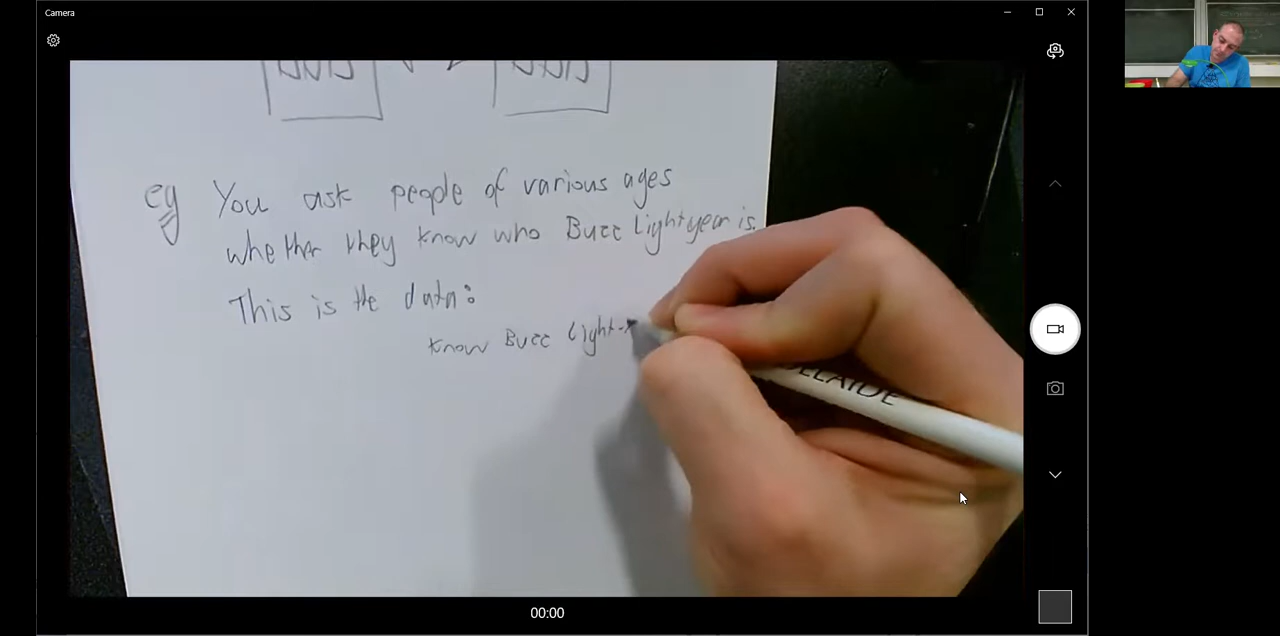 Camera
eg You ask people of various ages
whether they know who Buzz Lightyear is.
This is the data:
know Buzz Light
ELAIDE
00:00